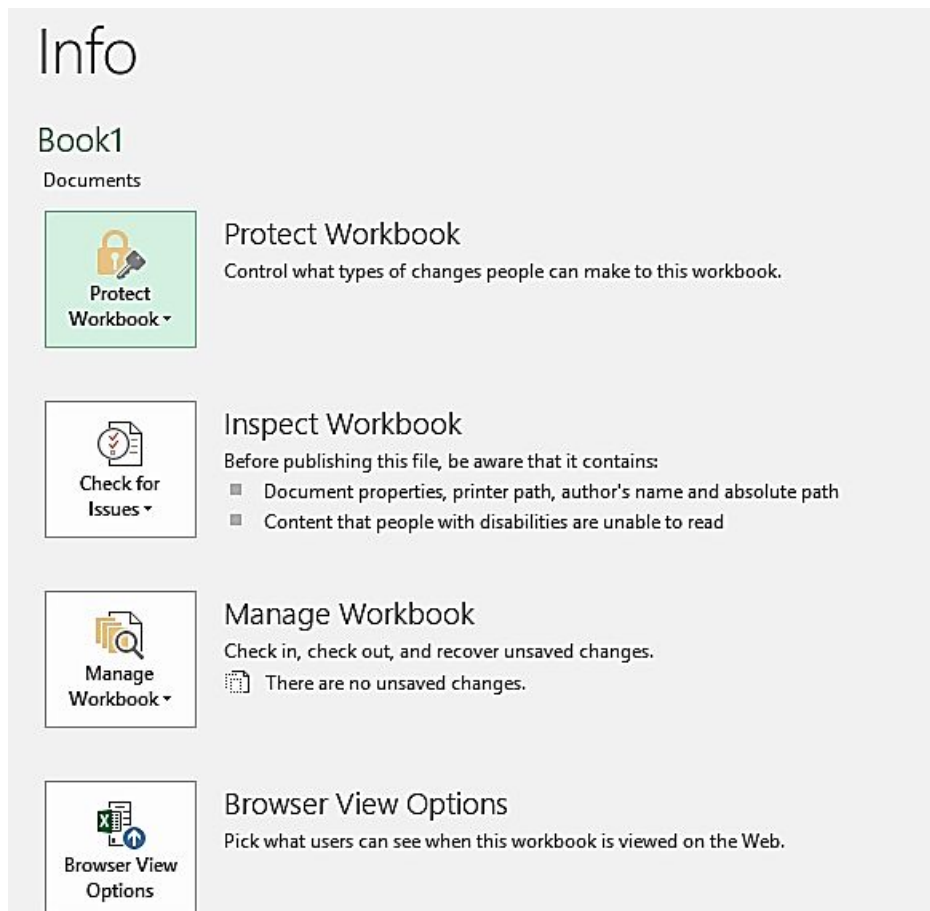 Info
Book1
Documents
Protect
Workbook
Protect Workbook
Control what types of changes people can make to this workbook.
Check for
Issues
Inspect Workbook
Before publishing this file, be aware that it contains:
Document properties, printer path, author's name and absolute path
Content that people with disabilities are unable to read
Manage
Workbook
Manage Workbook
Check in, check out, and recover unsaved changes.
There are no unsaved changes.
Browser View
Options
Browser View Options
Pick what users can see when this workbook is viewed on the Web.